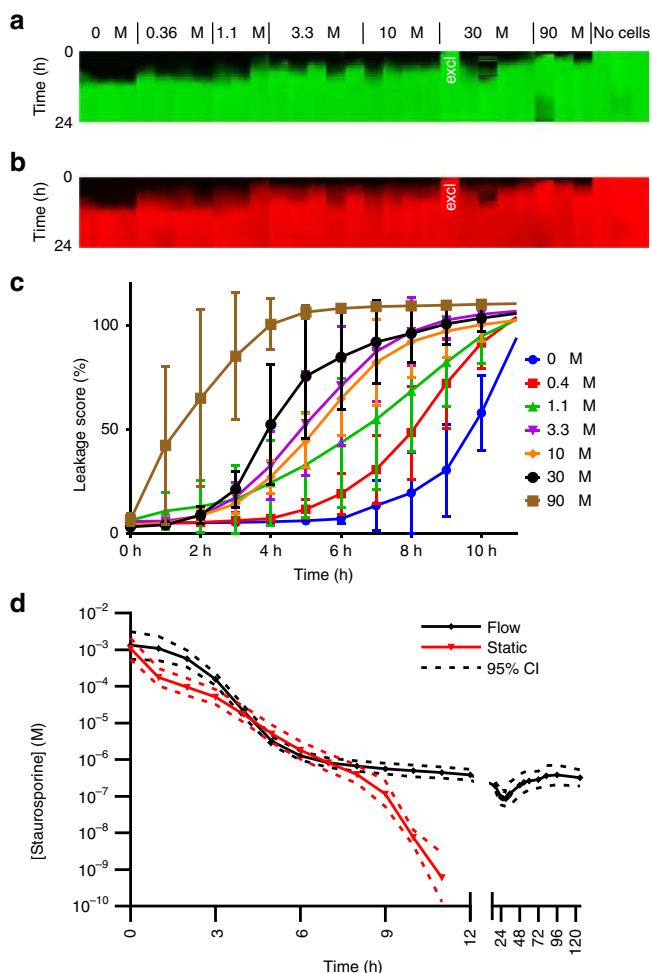 a
0 M | 0.36 M | 1.1 M | 3.3 M | 10 M | 30 M | 90 M | No cells
Time (h)
0
24
excl
b
Time (h)
0
24
excl
c
Leakage score (%)
100
50
0
0 h 2 h 4 h 6 h 8 h 10 h
Time (h)
0 M
0.4 M
1.1 M
3.3 M
10 M
30 M
90 M
d
[Staurosporine] (M)
10⁻²
10⁻³
10⁻⁴
10⁻⁵
10⁻⁶
10⁻⁷
10⁻⁸
10⁻⁹
10⁻¹⁰
Flow
Static
95% CI
0 3 6 9 12 24 48 72 96 120
Time (h)